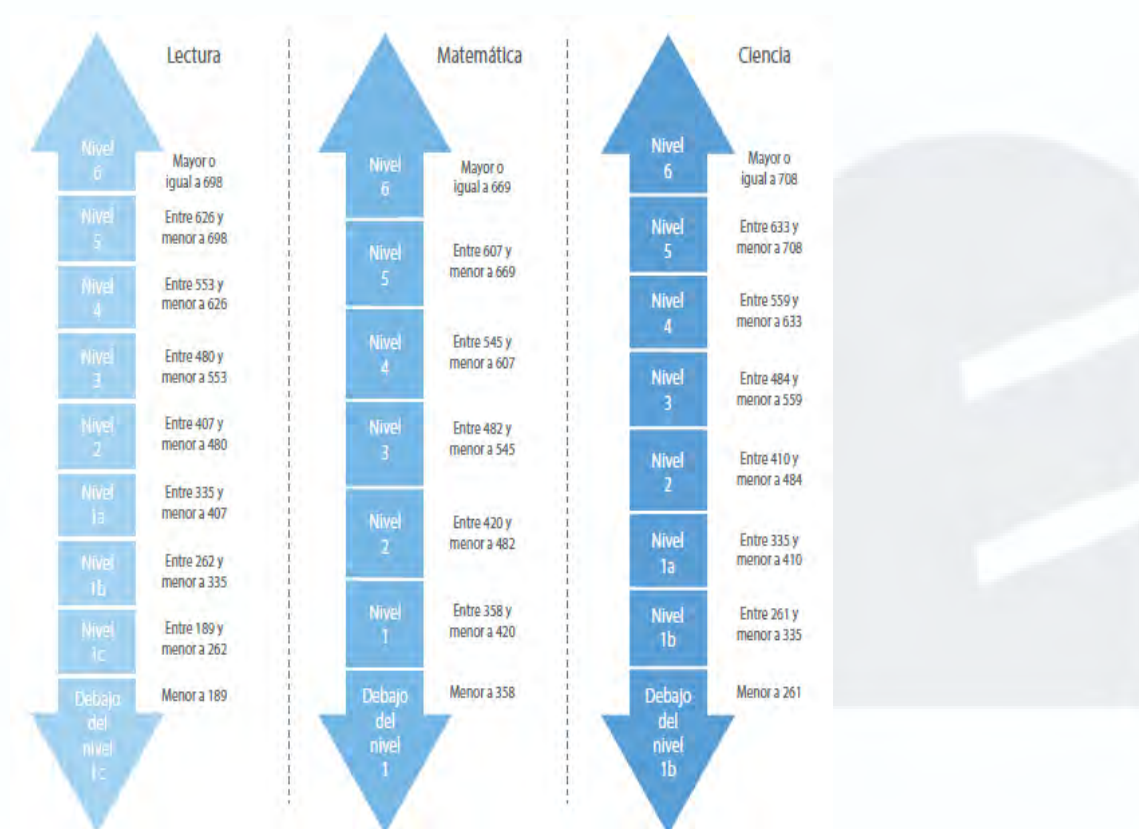 Lectura
Nivel
6
Mayor o
igual a 698
Nivel
5
Entre 626 y
menor a 698
Nivel
4
Entre 553 y
menor a 626
Nivel
3
Entre 480 y
menor a 553
Nivel
2
Entre 407 y
menor a 480
Nivel
1a
Entre 335 y
menor a 407
Nivel
1b
Entre 262 y
menor a 335
Nivel
1c
Entre 189 y
menor a 262
Debajo
del
nivel
1c
Menor a 189
Matemática
Nivel
6
Mayor o
igual a 669
Nivel
5
Entre 607 y
menor a 669
Nivel
4
Entre 545 y
menor a 607
Nivel
3
Entre 482 y
menor a 545
Nivel
2
Entre 420 y
menor a 482
Nivel
1
Entre 358 y
menor a 420
Debajo
del
nivel
1
Menor a 358
Ciencia
Nivel
6
Mayor o
igual a 708
Nivel
5
Entre 633 y
menor a 708
Nivel
4
Entre 559 y
menor a 633
Nivel
3
Entre 484 y
menor a 559
Nivel
2
Entre 410 y
menor a 484
Nivel
1a
Entre 335 y
menor a 410
Nivel
1b
Entre 261 y
menor a 335
Debajo
del
nivel
1b
Menor a 261